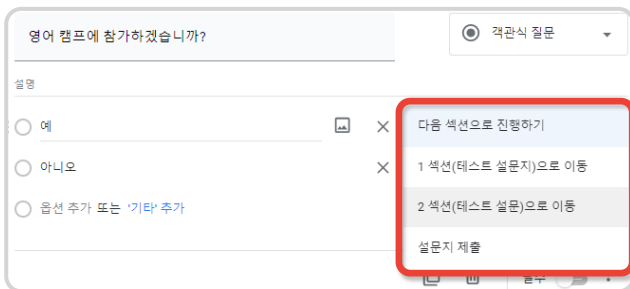 영어 캠프에 참가하겠습니까?
객관식 질문
설명
예
다음 섹션으로 진행하기
아니오
1 섹션(테스트 설문지)으로 이동
옵션 추가 또는 '기타' 추가
2 섹션(테스트 설문)으로 이동
설문지 제출
필수